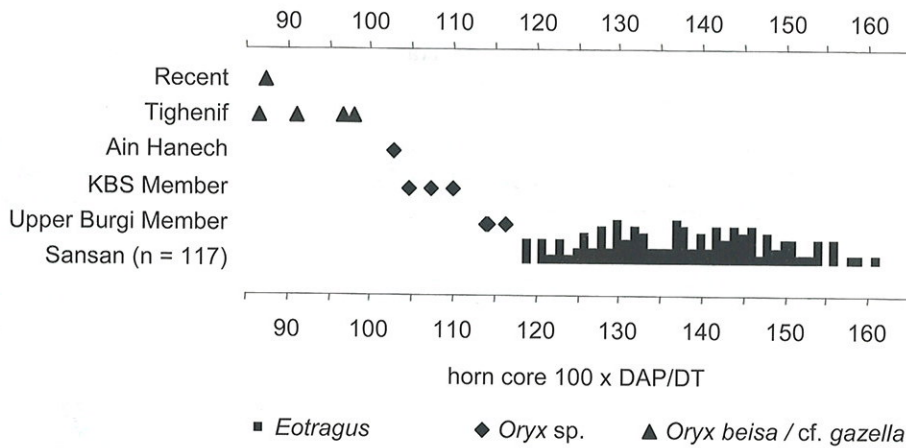 90 100 110 120 130 140 150 160
Recent
Tighenif
Ain Hanech
KBS Member
Upper Burgi Member
Sansan (n = 117)
90 100 110 120 130 140 150 160
horn core 100 x DAP/DT
Eotragus Oryx sp. Oryx beisa / cf. gazella